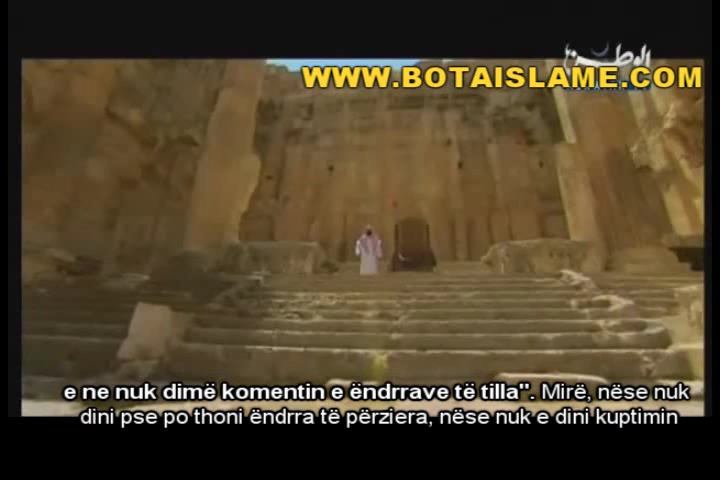 الوطن
WWW.BOTAISLAME.COM
e ne nuk dimë komentin e ëndrrave të tilla". Mirë, nëse nuk
dini pse po thoni ëndrra të përziera, nëse nuk e dini kuptimin